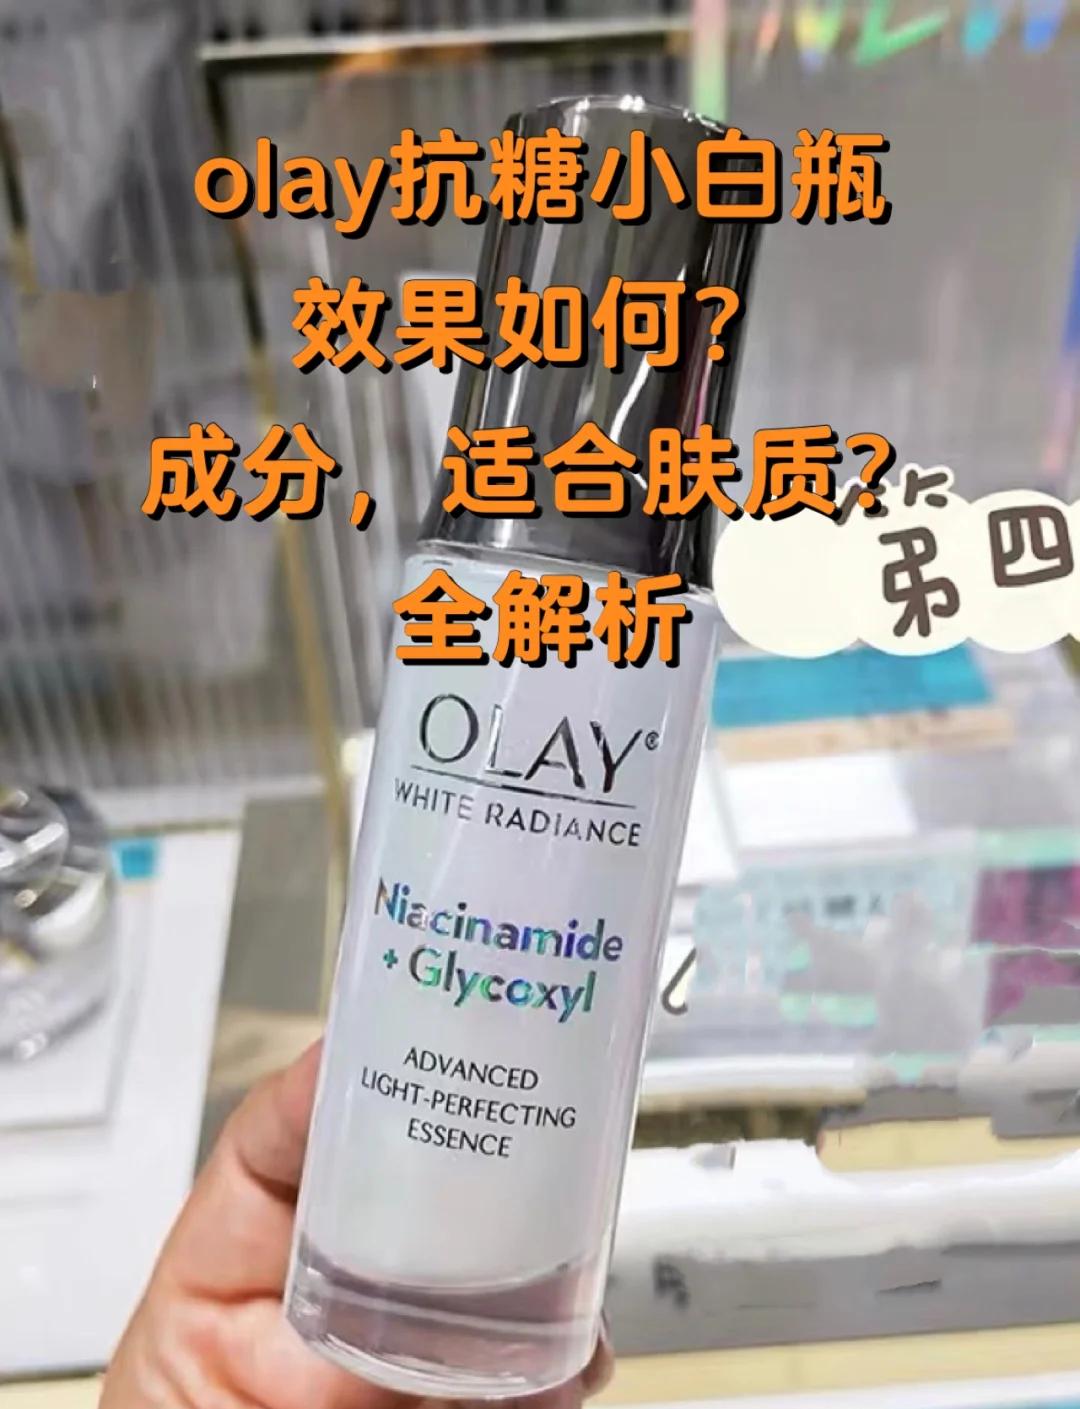 olay抗糖小白瓶
效果如何？
成分，适合肤质？
全解析
第四
OLAY®
WHITE RADIANCE
Niacinamide
+ Glycoxyl
ADVANCED
LIGHT-PERFECTING
ESSENCE